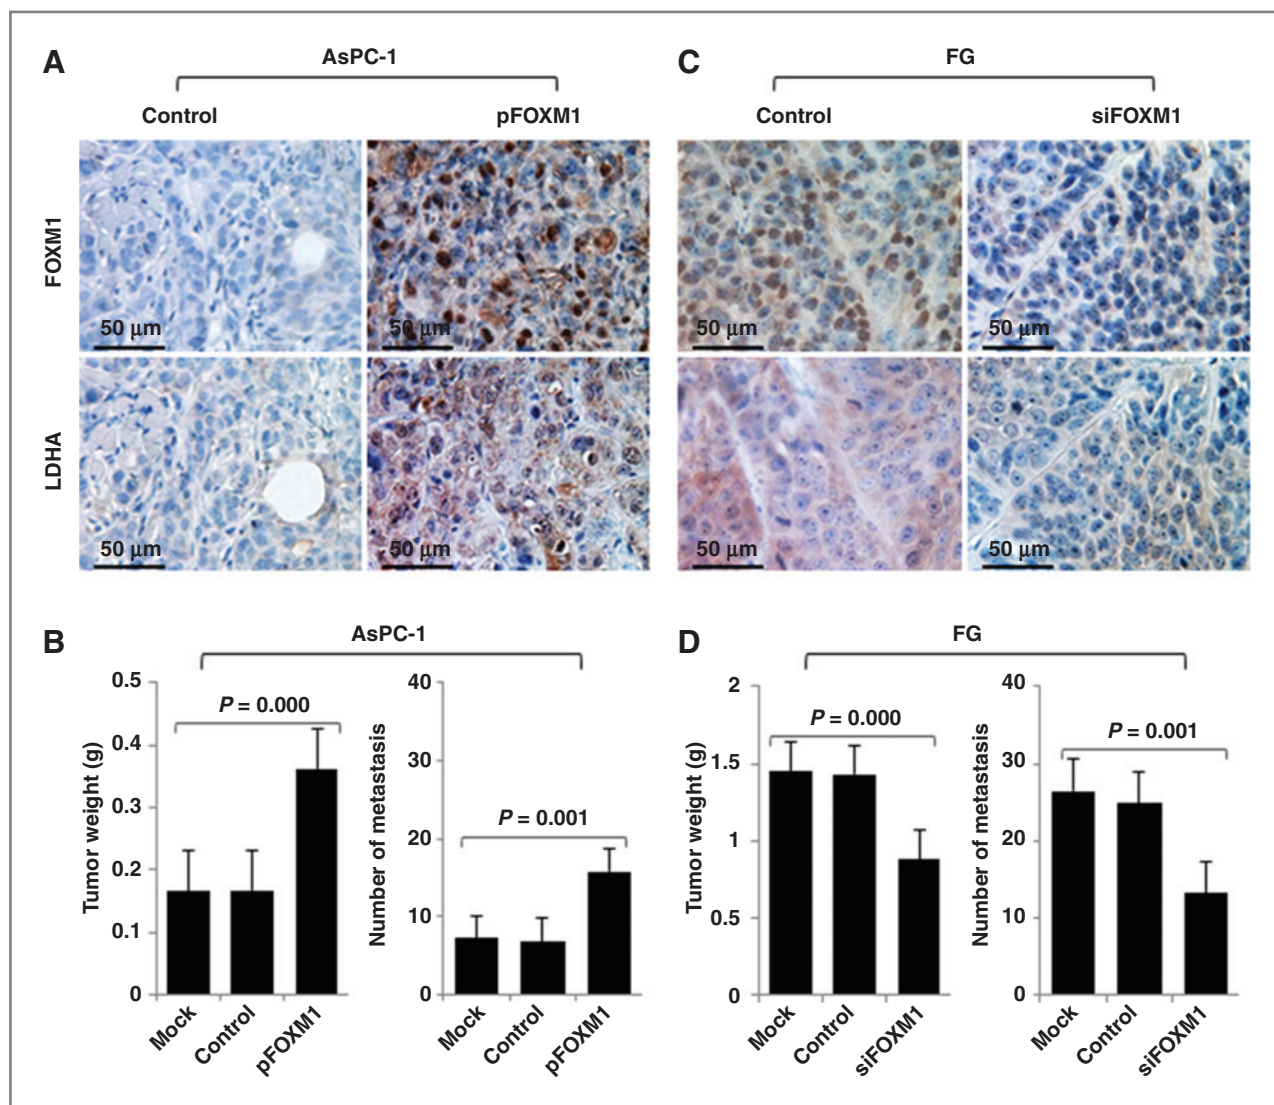 A
AsPC-1
Control pFOXM1
FOXM1
50 μm 50 μm
LDHA
50 μm 50 μm
C
FG
Control siFOXM1
50 μm 50 μm
50 μm 50 μm
B
AsPC-1
Tumor weight (g)
0.5
0.4
0.3
0.2
0.1
0
P = 0.000
Mock Control pFOXM1
Number of metastasis
40
30
20
10
0
P = 0.001
Mock Control pFOXM1
D
FG
Tumor weight (g)
2
1.5
1
0.5
0
P = 0.000
Mock Control siFOXM1
Number of metastasis
40
30
20
10
0
P = 0.001
Mock Control siFOXM1